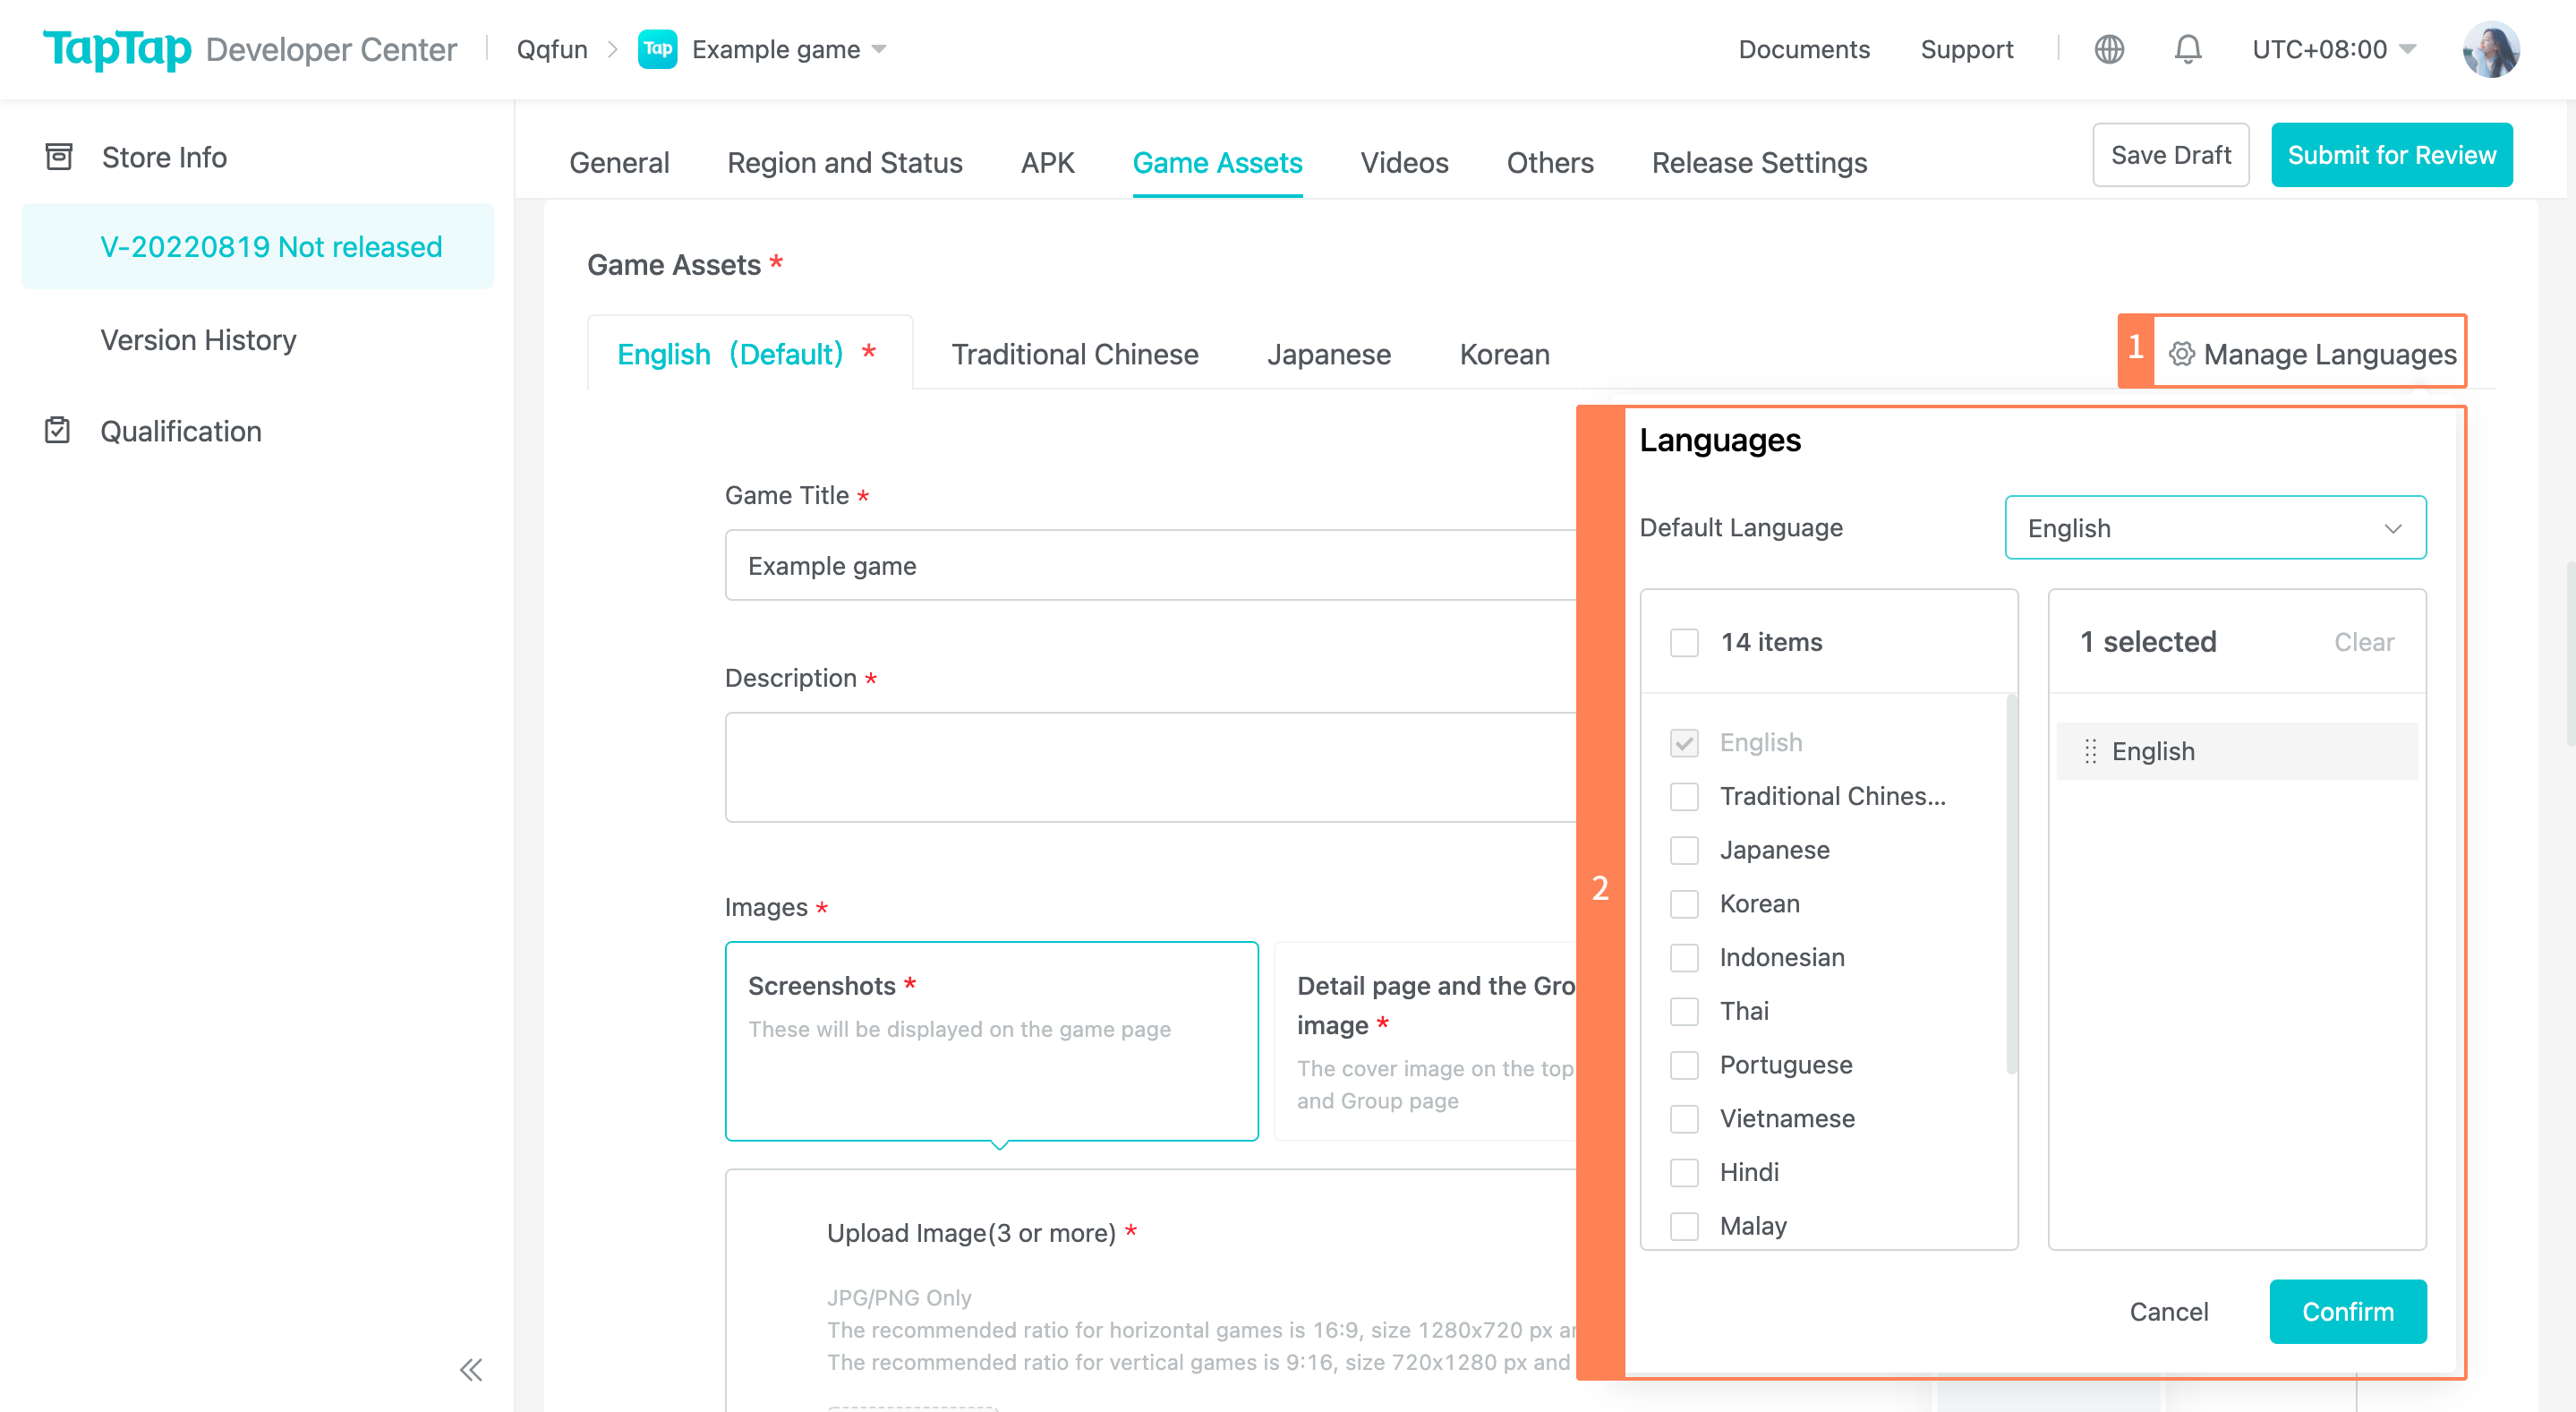 TapTap Developer Center
Qqfun
Tap
Example game
Documents
Support
UTC+08:00
Store Info
V-20220819 Not released
Version History
Qualification
General
Region and Status
APK
Game Assets
Videos
Others
Release Settings
Save Draft
Submit for Review
Game Assets *
English (Default) *
Traditional Chinese
Japanese
Korean
1
Manage Languages
Game Title *
Example game
Description *
Images *
Screenshots *
These will be displayed on the game page
Detail page and the Gro
image *
The cover image on the top
and Group page
Upload Image(3 or more) *
JPG/PNG Only
The recommended ratio for horizontal games is 16:9, size 1280x720 px
The recommended ratio for vertical games is 9:16, size 720x1280 px and
2
Languages
Default Language
English
14 items
English
Traditional Chines...
Japanese
Korean
Indonesian
Thai
Portuguese
Vietnamese
Hindi
Malay
1 selected
Clear
English
Cancel
Confirm